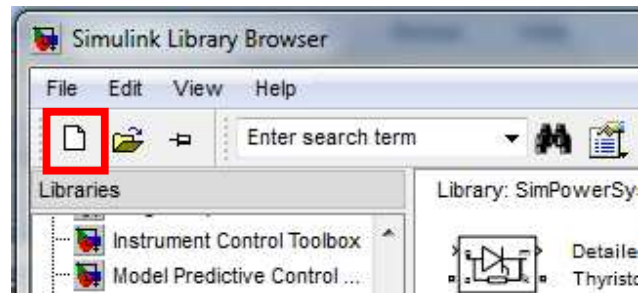 Simulink Library Browser
File Edit View Help
Enter search term
Libraries
Library: SimPowerSy
Instrument Control Toolbox
Model Predictive Control ...
Detaile
Thyristo